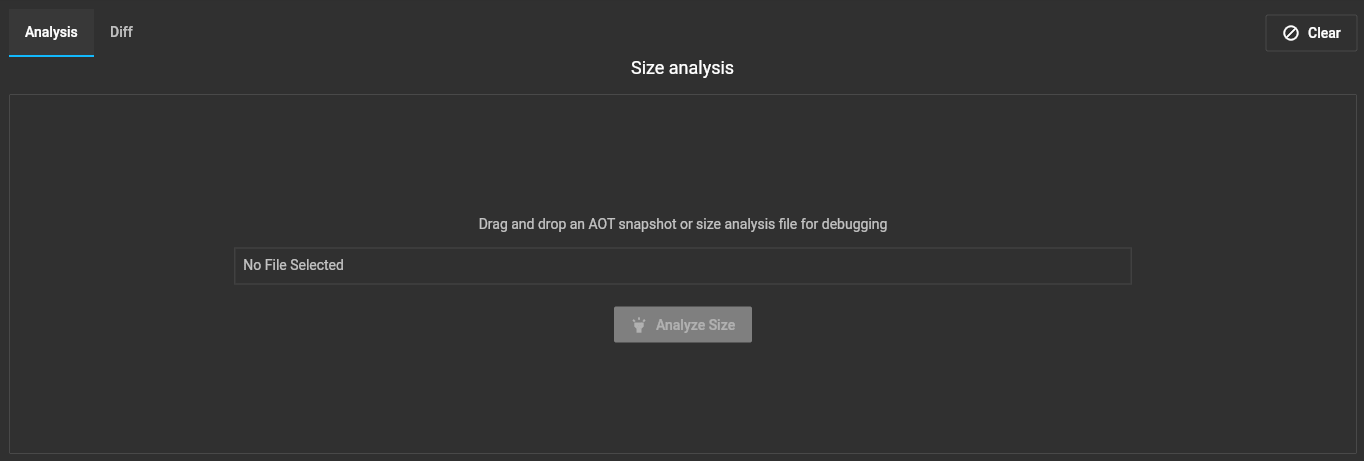 Analysis
Diff
Clear
Size analysis
Drag and drop an AOT snapshot or size analysis file for debugging
No File Selected
Analyze Size